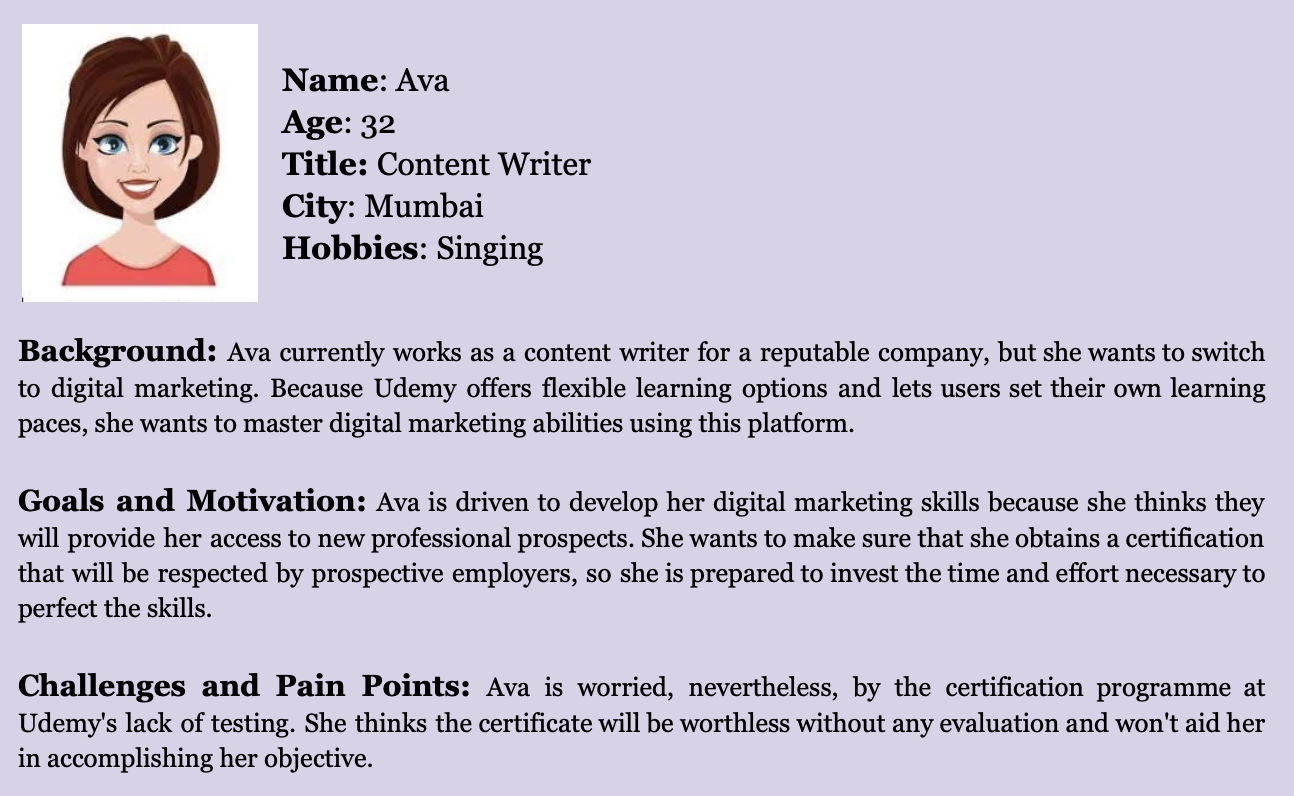 Name: Ava
Age: 32
Title: Content Writer
City: Mumbai
Hobbies: Singing
Background: Ava currently works as a content writer for a reputable company, but she wants to switch
to digital marketing. Because Udemy offers flexible learning options and lets users set their own learning
paces, she wants to master digital marketing abilities using this platform.
Goals and Motivation: Ava is driven to develop her digital marketing skills because she thinks they
will provide her access to new professional prospects. She wants to make sure that she obtains a certification
that will be respected by prospective employers, so she is prepared to invest the time and effort necessary to
perfect the skills.
Challenges and Pain Points: Ava is worried, nevertheless, by the certification programme at
Udemy's lack of testing. She thinks the certificate will be worthless without any evaluation and won't aid her
in accomplishing her objective.